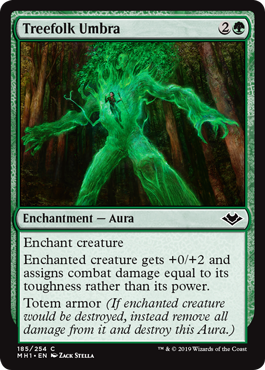 Treefolk Umbra 2
Enchantment — Aura
Enchant creature
Enchanted creature gets +0/+2 and
assigns combat damage equal to its
toughness rather than its power.
Totem armor (If enchanted creature
would be destroyed, instead remove all
damage from it and destroy this Aura.)
185/254 C
MH1 • EN Zack Stella
™ & © 2019 Wizards of the Coast